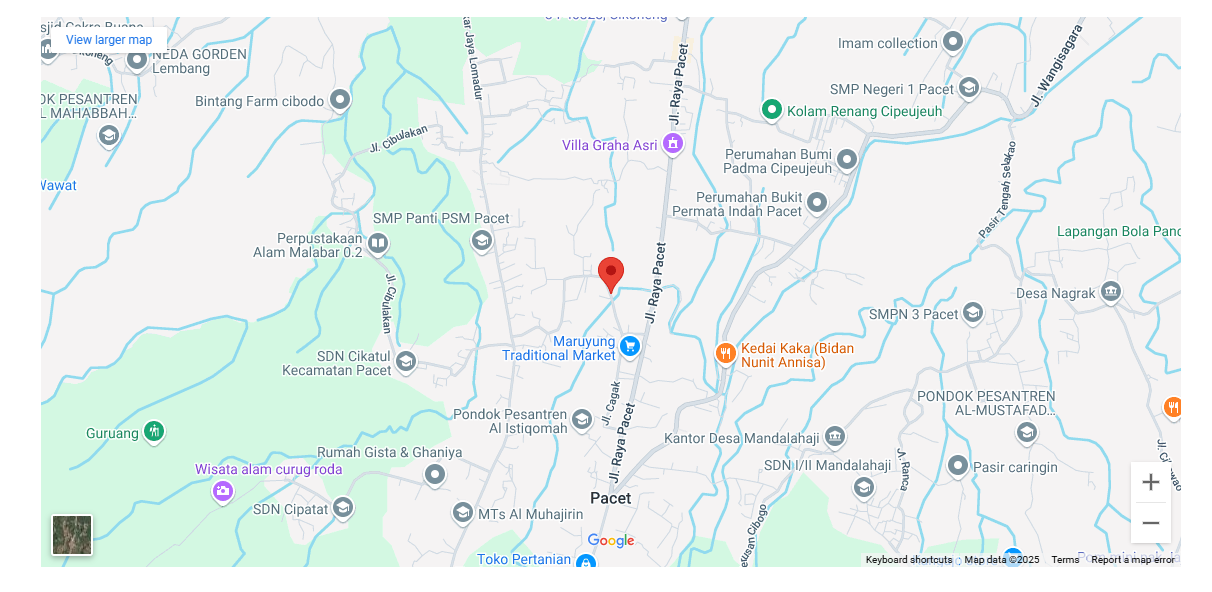 View larger map
NEDA GORDEN
Lembang
Imam collection
SMP Negeri 1 Pacet
Jl. Wangisagara
Jl. Raya Pacet
OK PESANTREN
L MAHABBAH...
Bintang Farm cibodo
Kolam Renang Cipeujeuh
Jl. Cibulakan
Villa Graha Asri
Perumahan Bumi
Padma Cipeujeuh
Pasir Tengah Selakao
Wawat
Perumahan Bukit
Permata Indah Pacet
SMP Panti PSM Pacet
Perpustakaan
Alam Malabar 0.2
Lapangan Bola Panc
Jl. Raya Pacet
Jl. Cibulakan
Desa Nagrak
SMPN 3 Pacet
Maruyung
Traditional Market
Kedai Kaka (Bidan
Nunit Annisa)
SDN Cikatul
Kecamatan Pacet
Jl. Cagak
PONDOK PESANTREN
AL-MUSTAFAD...
Pondok Pesantren
Al Istiqomah
Jl. Raya Pacet
Guruang
Kantor Desa Mandalahaji
Rumah Gista & Ghaniya
Wisata alam curug roda
SDN I/II Mandalahaji
Pasir caringin
Pacet
SDN Cipatat
MTs Al Muhajirin
Google
Toko Pertanian
Keyboard shortcuts
Map data ©2025
Terms
Report a map error